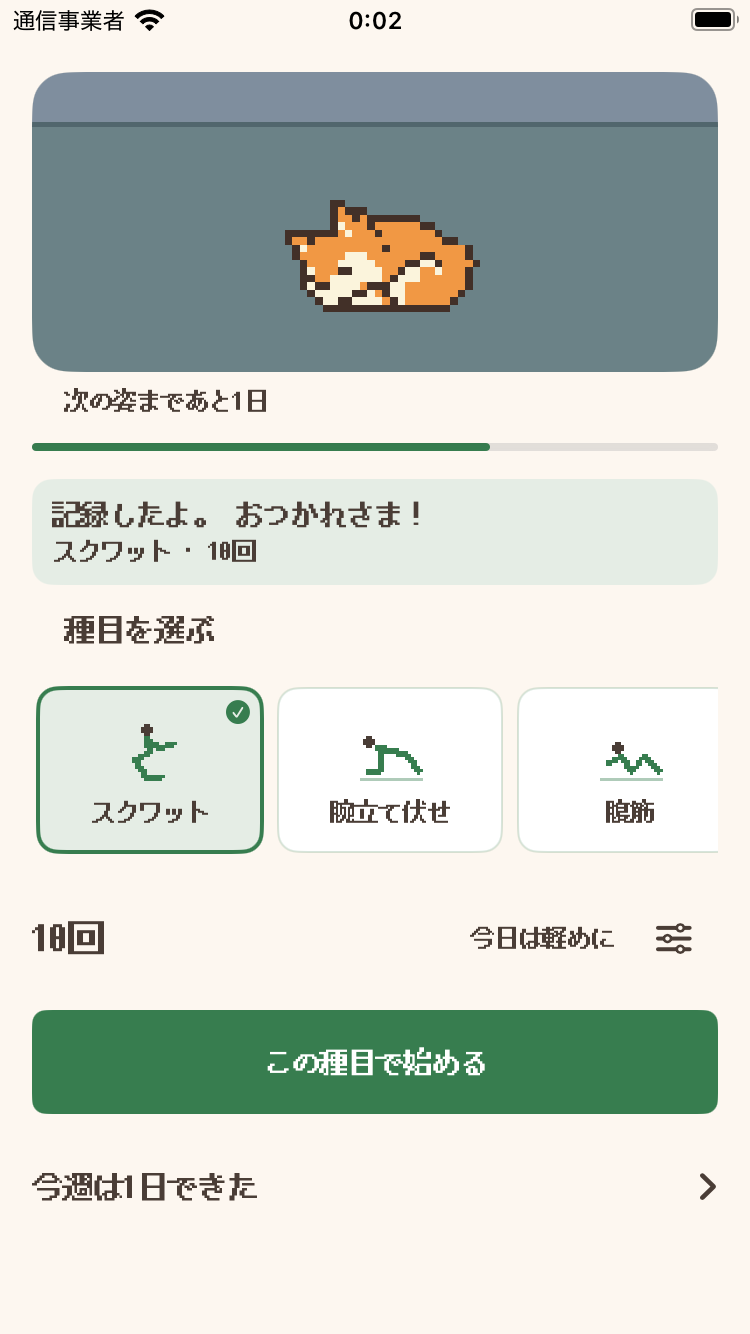 通信事業者 0:02
次の姿まであと1日
記録したよ。 おつかれさま！
スクワット ・ 10回
種目を選ぶ
スクワット 腕立て伏せ 腹筋
10回 今日は軽めに
この種目で始める
今週は1日できた